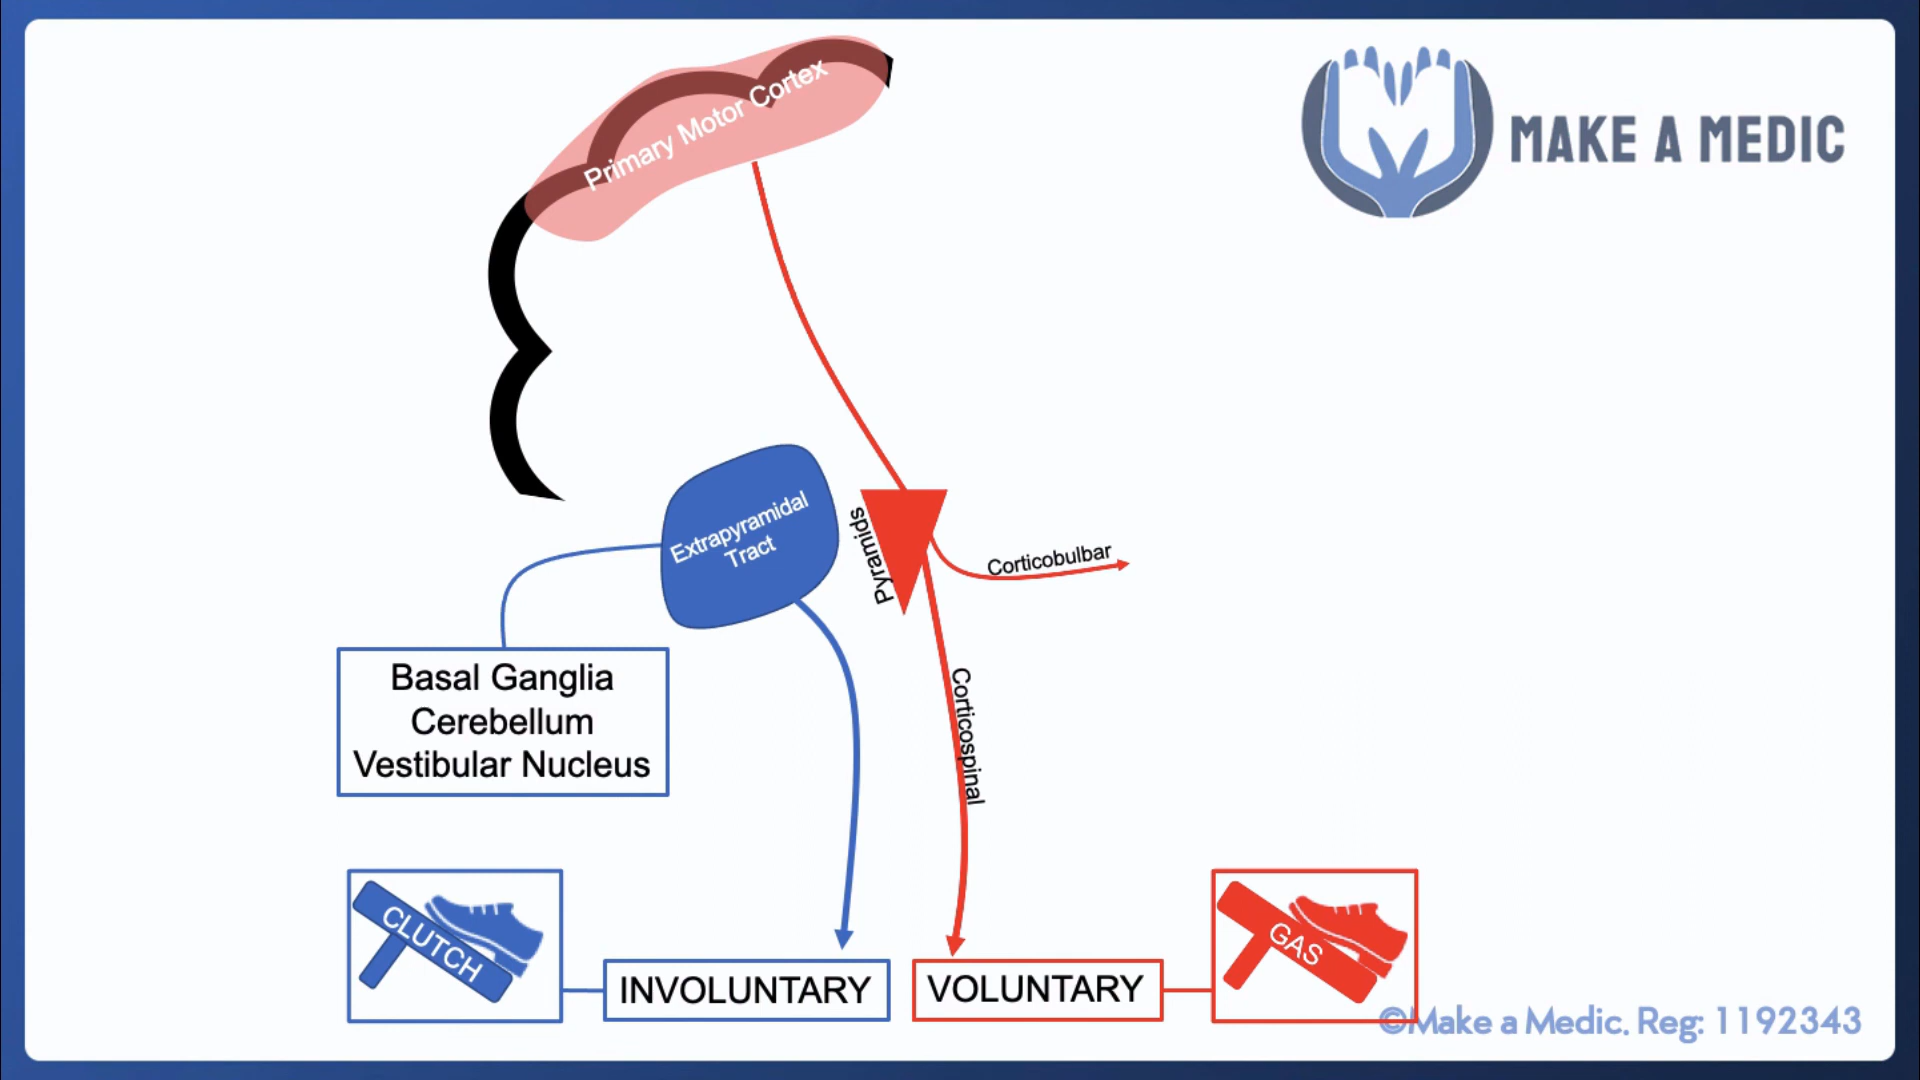 Primary Motor Cortex
MAKE A MEDIC
Extrapyramidal
Tract
Pyramids
Corticobulbar
Basal Ganglia
Cerebellum
Vestibular Nucleus
Corticospinal
CLUTCH
INVOLUNTARY
VOLUNTARY
GAS
©Make a Medic. Reg: 1192343